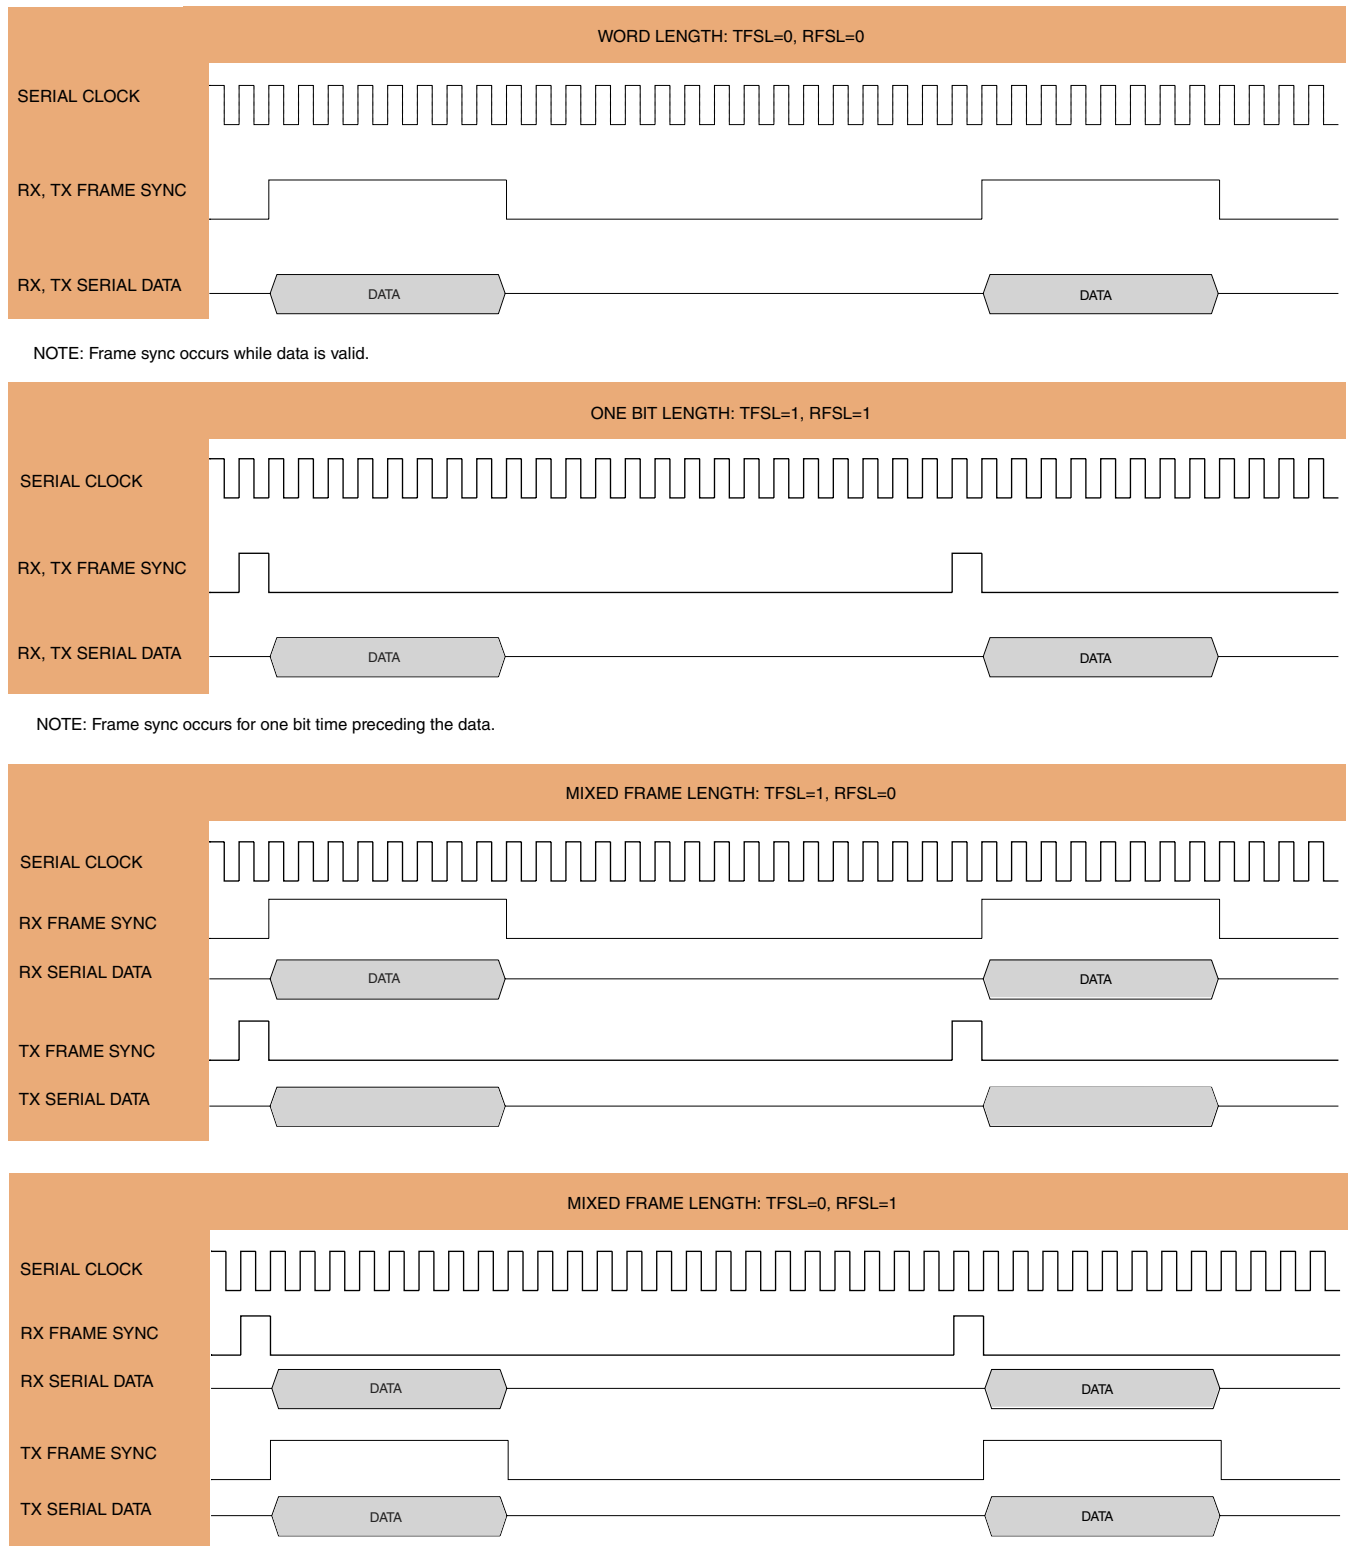 WORD LENGTH: TFSL=0, RFSL=0
SERIAL CLOCK
RX, TX FRAME SYNC
RX, TX SERIAL DATA
DATA
DATA
NOTE: Frame sync occurs while data is valid.
ONE BIT LENGTH: TFSL=1, RFSL=1
SERIAL CLOCK
RX, TX FRAME SYNC
RX, TX SERIAL DATA
DATA
DATA
NOTE: Frame sync occurs for one bit time preceding the data.
MIXED FRAME LENGTH: TFSL=1, RFSL=0
SERIAL CLOCK
RX FRAME SYNC
RX SERIAL DATA
DATA
DATA
TX FRAME SYNC
TX SERIAL DATA
MIXED FRAME LENGTH: TFSL=0, RFSL=1
SERIAL CLOCK
RX FRAME SYNC
RX SERIAL DATA
DATA
DATA
TX FRAME SYNC
TX SERIAL DATA
DATA
DATA